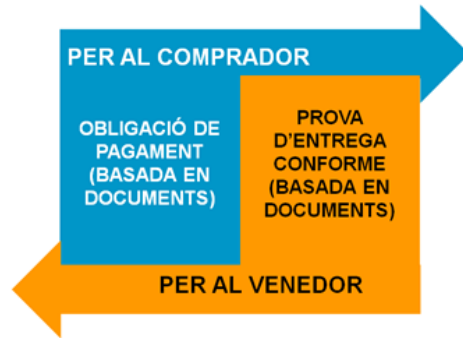 PER AL COMPRADOR
OBLIGACIÓ DE
PAGAMENT
(BASADA EN
DOCUMENTS)
PROVA
D'ENTREGA
CONFORME
(BASADA EN
DOCUMENTS)
PER AL VENEDOR